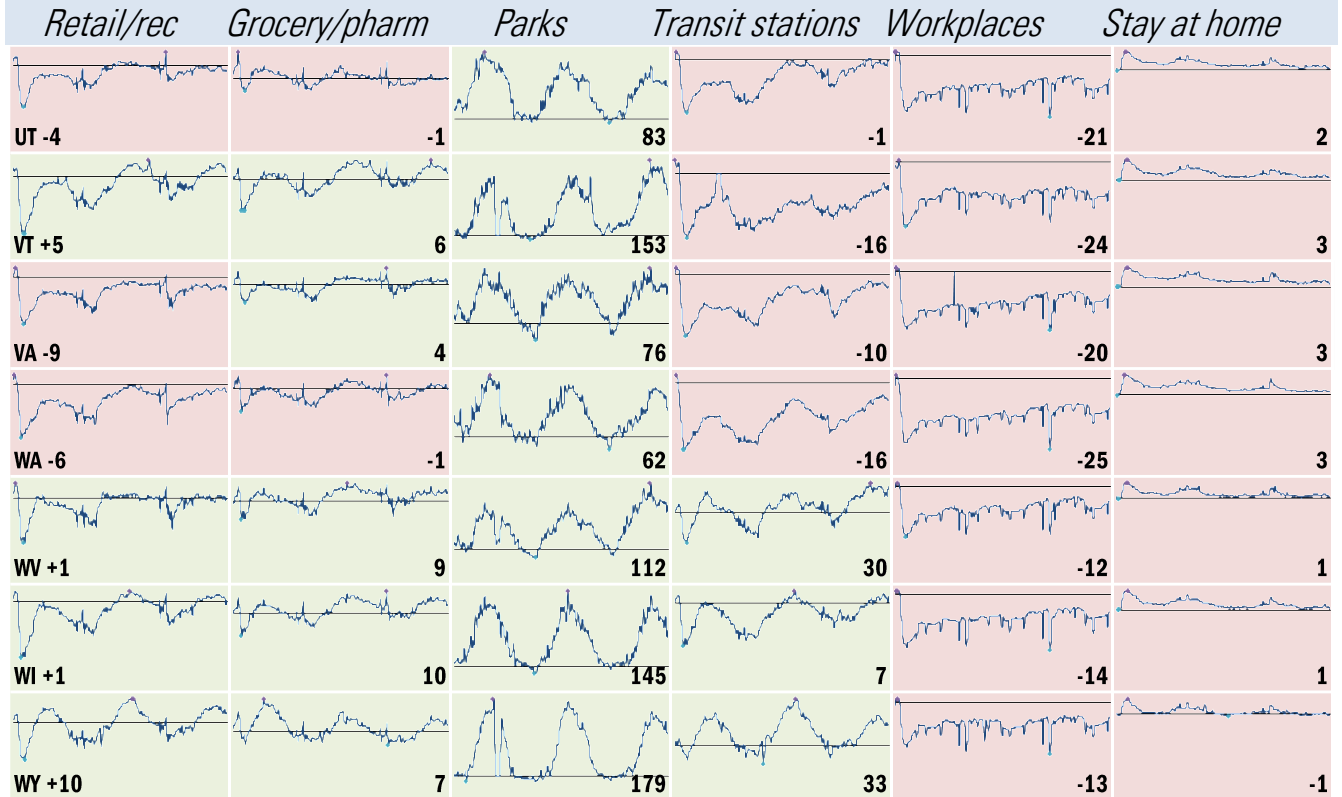 Retail/rec Grocery/pharm Parks Transit stations Workplaces Stay at home
UT -4 -1 83 -1 -21 2
VT +5 6 153 -16 -24 3
VA -9 4 76 -10 -20 3
WA -6 -1 62 -16 -25 3
WV +1 9 112 30 -12 1
WI +1 10 145 7 -14 1
WY +10 7 179 33 -13 -1